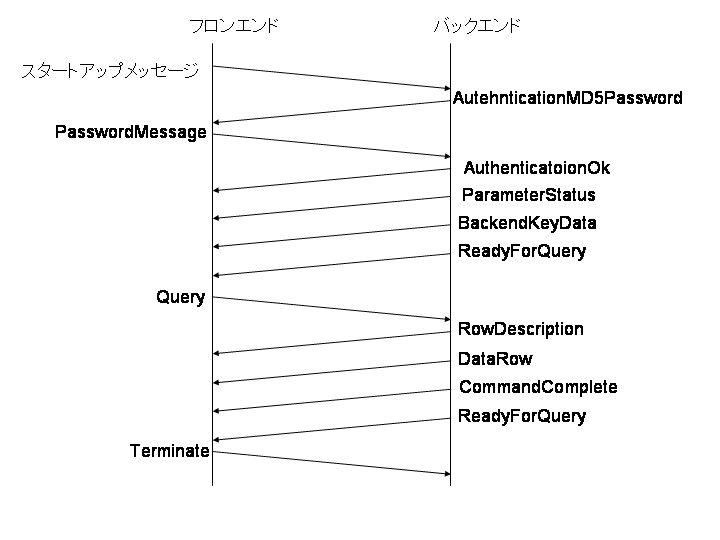 フロンエンド
バックエンド
スタートアップメッセージ
AutehnticationMD5Password
PasswordMessage
AuthenticatoionOk
ParameterStatus
BackendKeyData
ReadyForQuery
Query
RowDescription
DataRow
CommandComplete
ReadyForQuery
Terminate